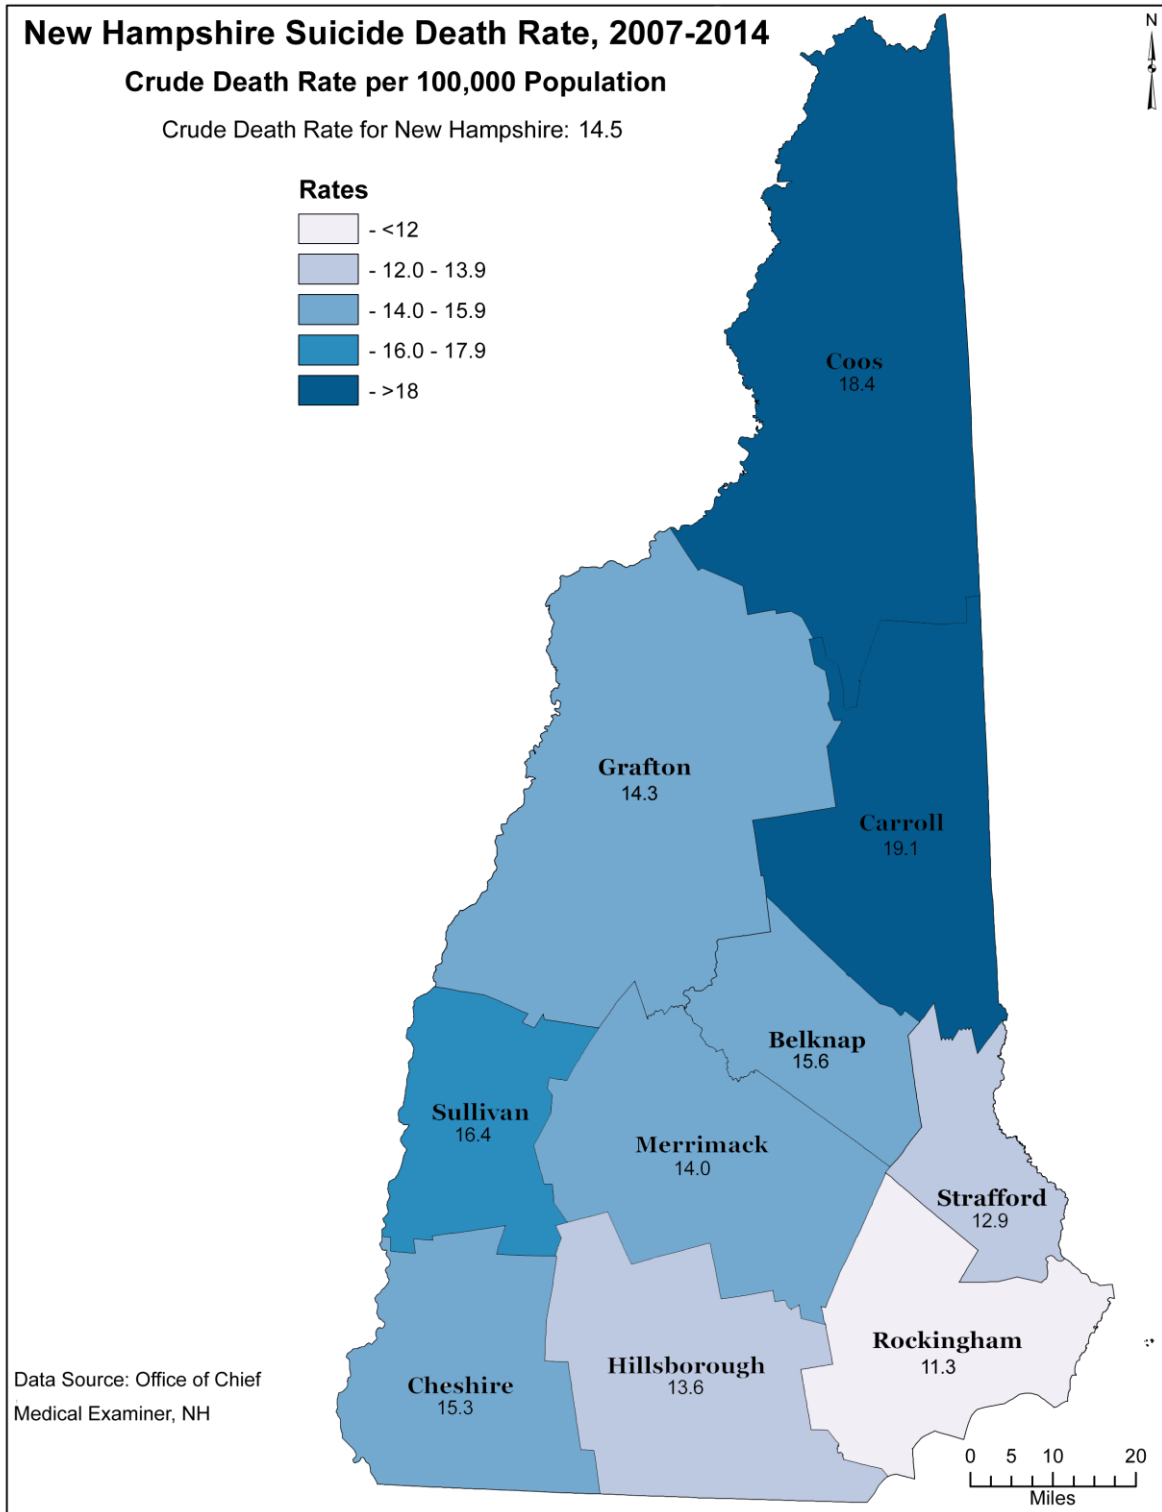 New Hampshire Suicide Death Rate, 2007-2014
Crude Death Rate per 100,000 Population
Crude Death Rate for New Hampshire: 14.5
N
Rates
- <12
- 12.0 - 13.9
- 14.0 - 15.9
- 16.0 - 17.9
- >18
Coos
18.4
Grafton
14.3
Carroll
19.1
Belknap
15.6
Sullivan
16.4
Merrimack
14.0
Strafford
12.9
Rockingham
11.3
Hillsborough
13.6
Cheshire
15.3
Data Source: Office of Chief
Medical Examiner, NH
0 5 10 20
Miles